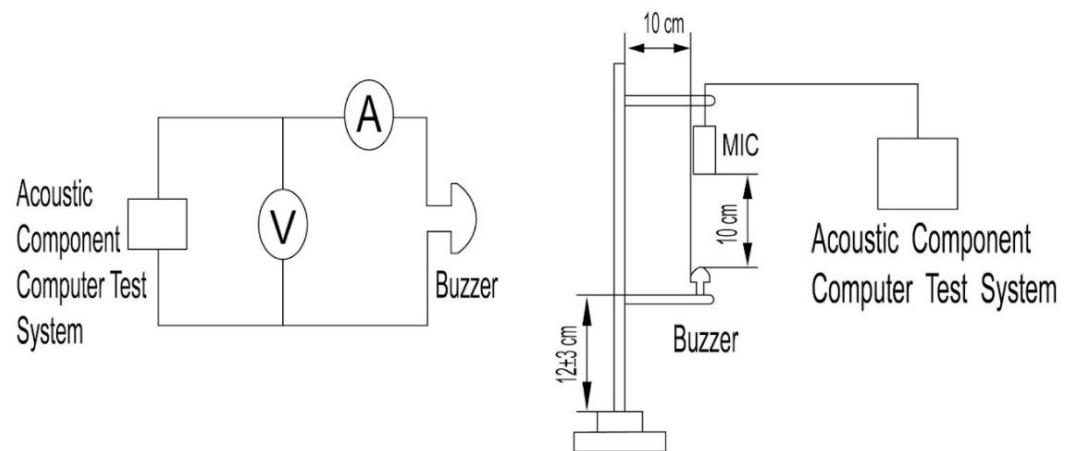 A
V
Acoustic
Component
Computer Test
System
Buzzer
10 cm
MIC
10 cm
Acoustic Component
Computer Test System
Buzzer
12±3 cm